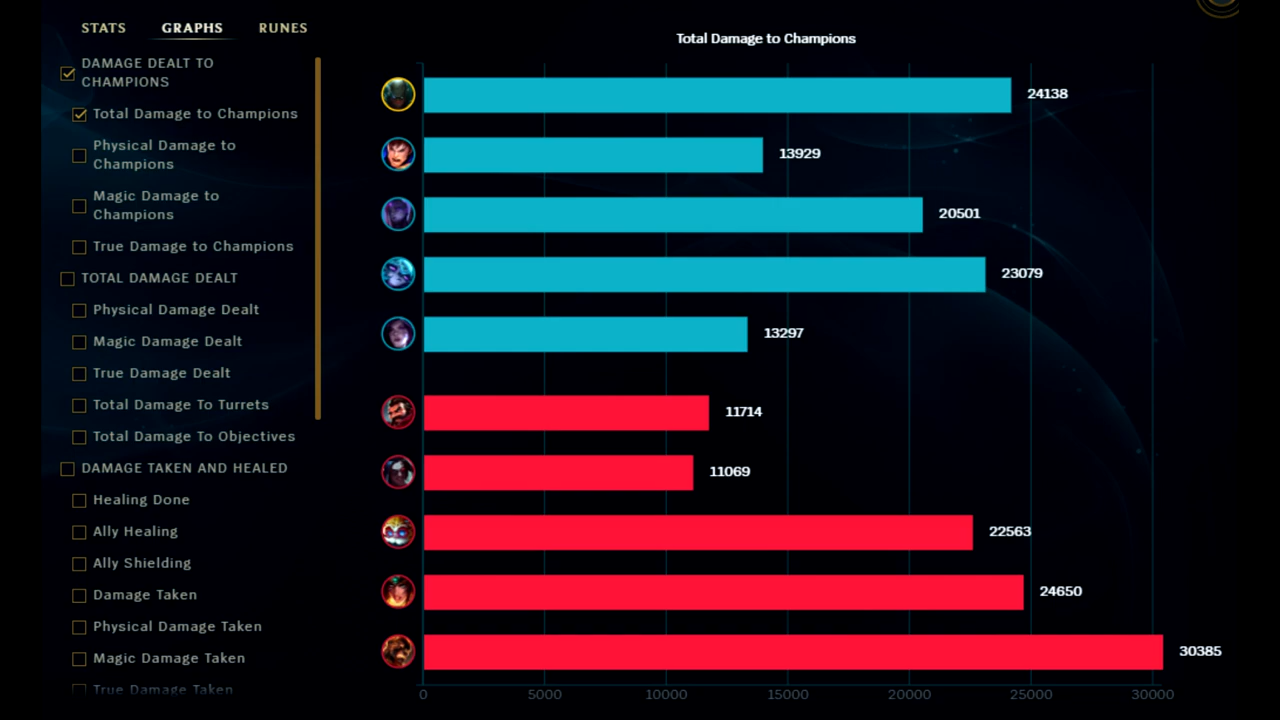 STATS GRAPHS RUNES
DAMAGE DEALT TO
CHAMPIONS
Total Damage to Champions
Physical Damage to
Champions
Magic Damage to
Champions
True Damage to Champions
TOTAL DAMAGE DEALT
Physical Damage Dealt
Magic Damage Dealt
True Damage Dealt
Total Damage To Turrets
Total Damage To Objectives
DAMAGE TAKEN AND HEALED
Healing Done
Ally Healing
Ally Shielding
Damage Taken
Physical Damage Taken
Magic Damage Taken
True Damage Taken
Total Damage to Champions
24138
13929
20501
23079
13297
11714
11069
22563
24650
30385
0 5000 10000 15000 20000 25000 30000